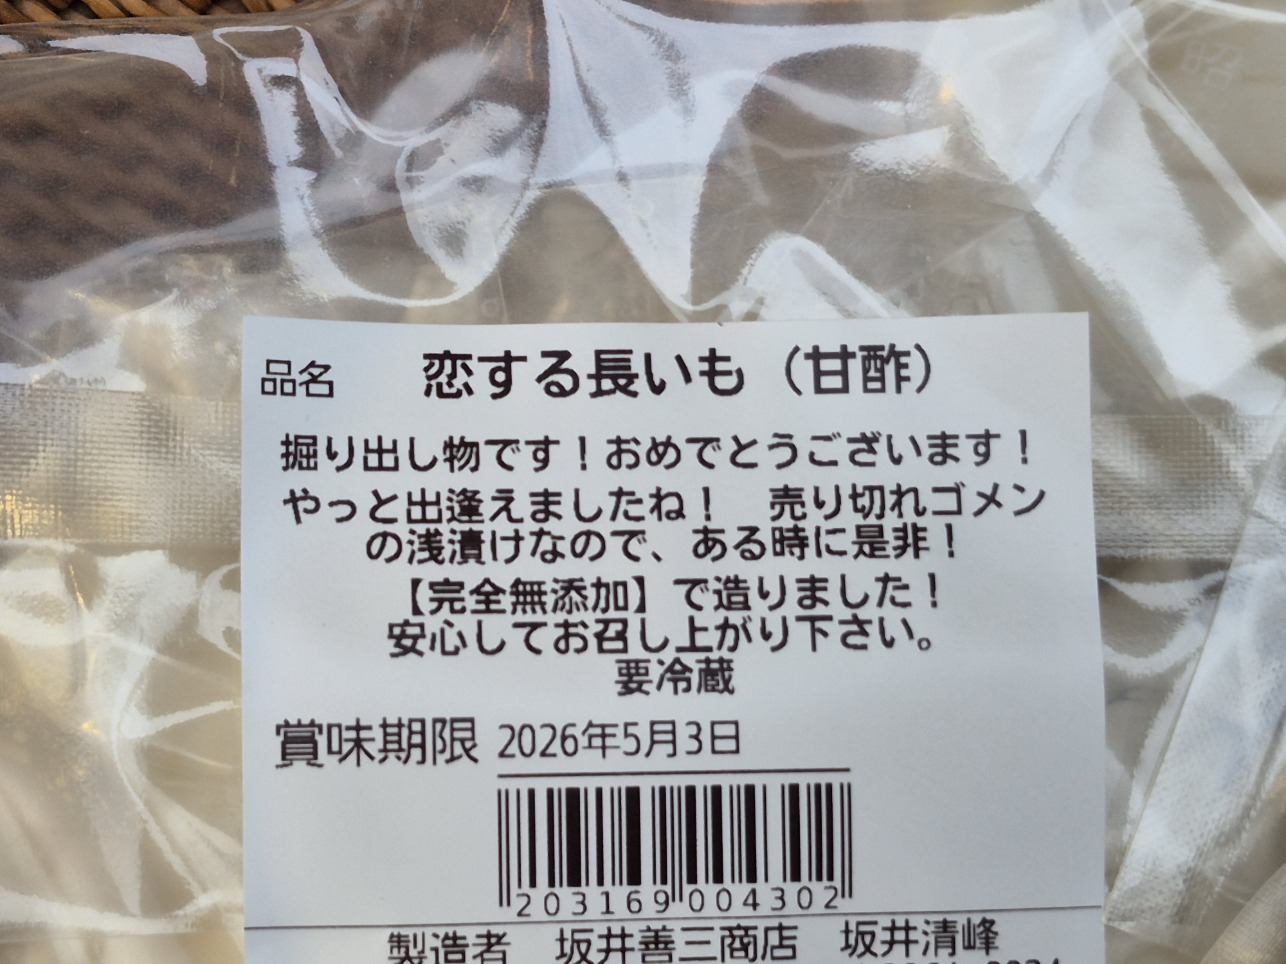 品名 恋する長いも（甘酢）
掘り出し物です！おめでとうございます！
やっと出逢えましたね！ 売り切れゴメン
の浅漬けなので、ある時に是非！
【完全無添加】で造りました！
安心してお召し上がり下さい。
要冷蔵
賞味期限 2026年5月3日
203169004302
製造者 坂井善三商店 坂井清峰